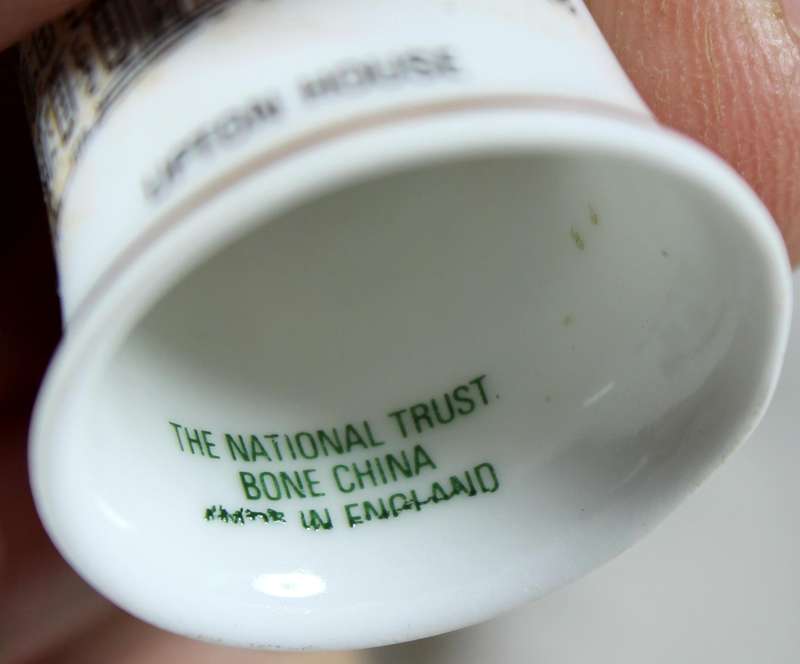 UPTON HOUSE
THE NATIONAL TRUST.
BONE CHINA
IN ENGLAND